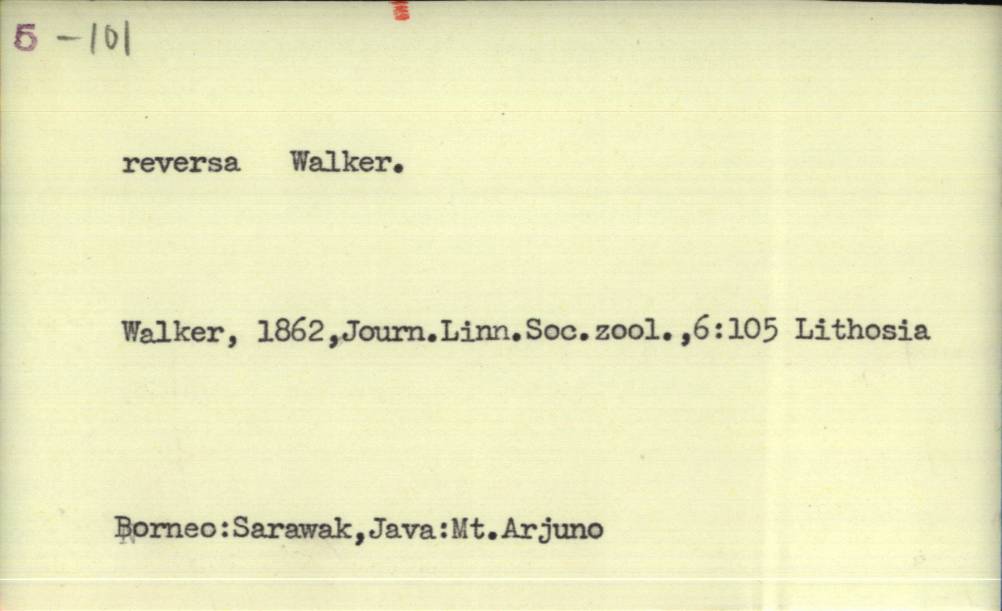 5 -101
reversa Walker.
Walker, 1862,Journ.Linn.Soc.zool.,6:105 Lithosia
Borneo:Sarawak,Java:Mt.Arjuno